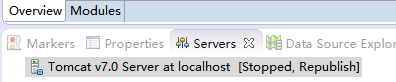 Overview Modules
Markers Properties Servers Data Source Explor
Tomcat v7.0 Server at localhost [Stopped, Republish]